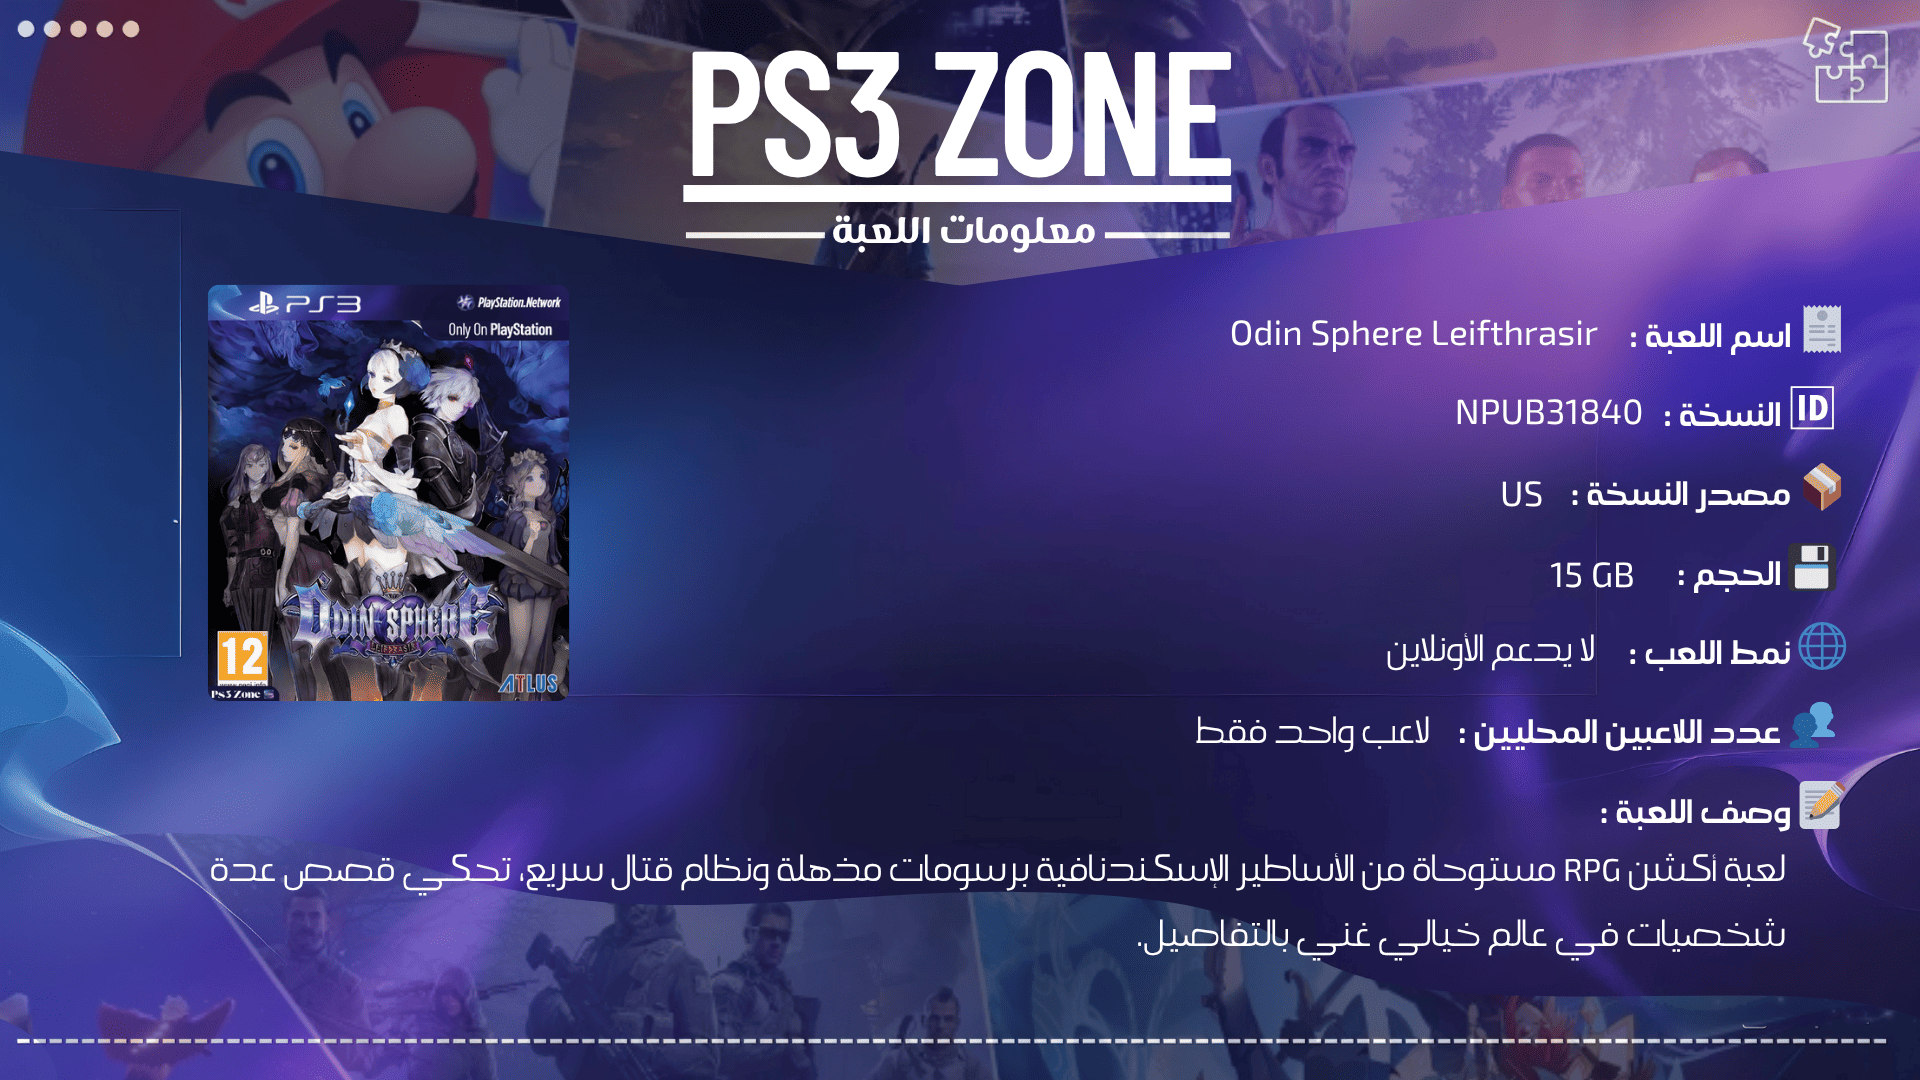 PS3 ZONE
معلومات اللعبة
PS3 PlayStation.Network
Only On PlayStation
ODIN SPHERE
LEIFDRASIR
12
Ps3 Zone
ATLUS
اسم اللعبة : Odin Sphere Leifthrasir
ID النسخة : NPUB31840
مصدر النسخة : US
الحجم : 15 GB
نمط اللعب : لا يدعم الأونلاين
عدد اللاعبين المحليين : لاعب واحد فقط
وصف اللعبة :
لعبة أكشن RPG مستوحاة من الأساطير الإسكندنافية برسومات مذهلة ونظام قتال سريع، تحكي قصص عدة
شخصيات في عالم خيالي غني بالتفاصيل.